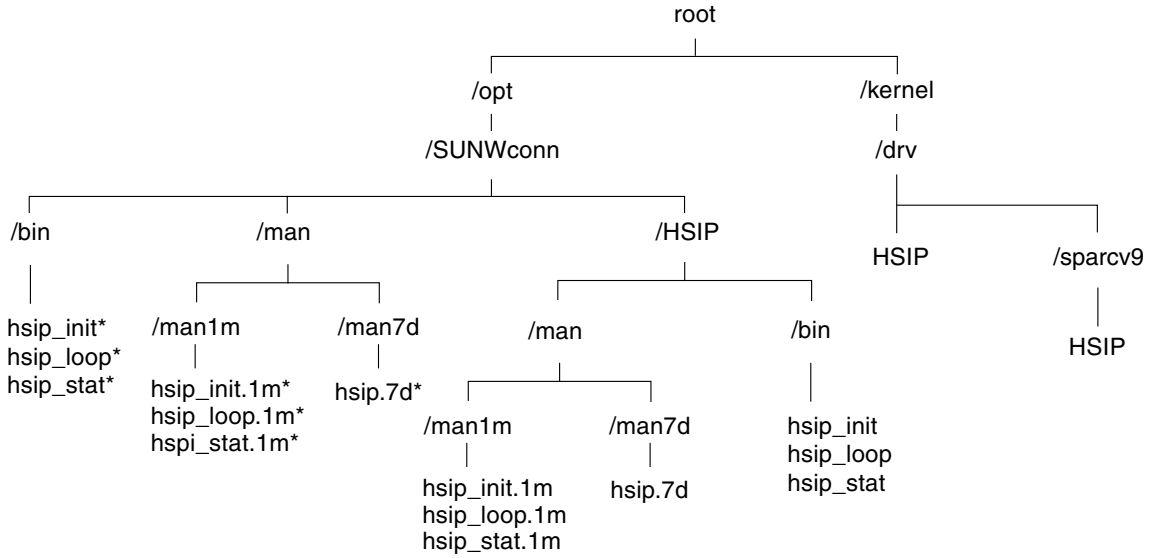 root
/opt
/kernel
/SUNWconn
/drv
/bin
/man
/HSIP
HSIP
/sparcv9
hsip_init*
hsip_loop*
hsip_stat*
/man1m
/man7d
/man
/bin
HSIP
hsip_init.1m*
hsip_loop.1m*
hspi_stat.1m*
hsip.7d*
/man1m
/man7d
hsip_init
hsip_loop
hsip_stat
hsip_init.1m
hsip_loop.1m
hsip_stat.1m
hsip.7d